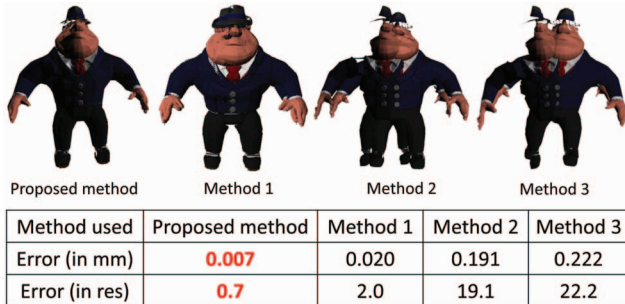 Proposed method Method 1 Method 2 Method 3
Method used Proposed method Method 1 Method 2 Method 3
Error (in mm) 0.007 0.020 0.191 0.222
Error (in res) 0.7 2.0 19.1 22.2